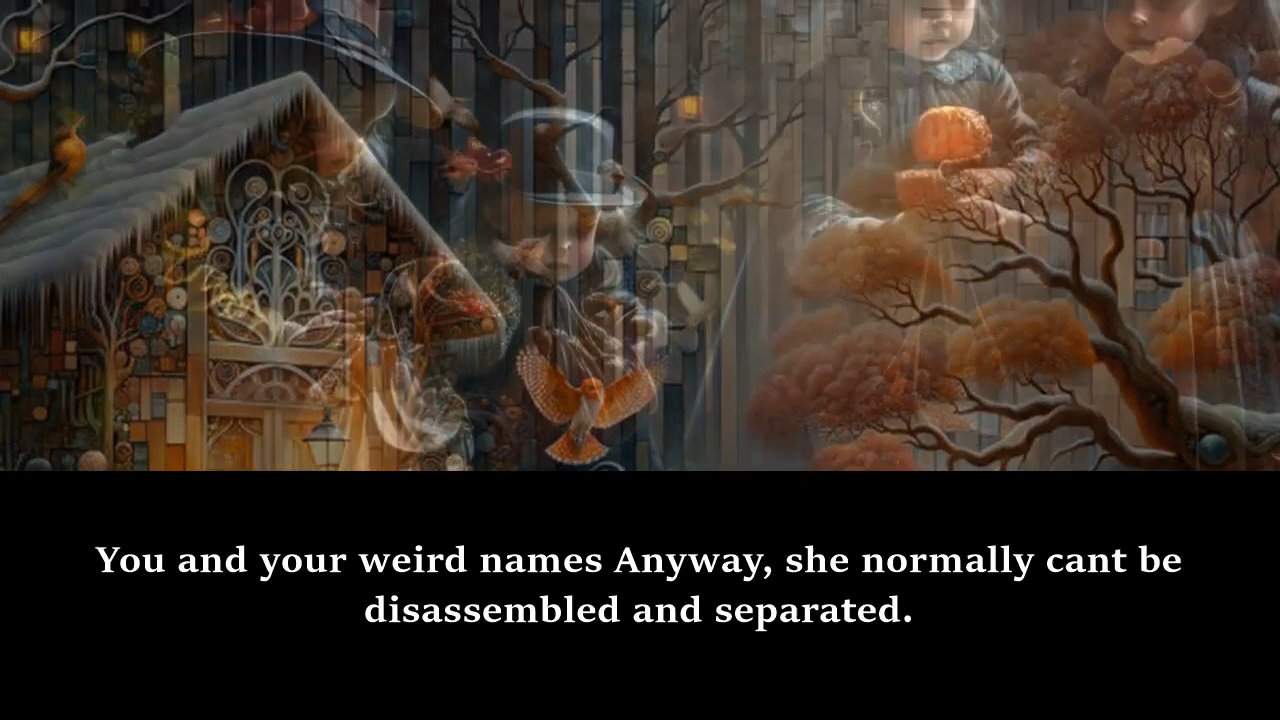 You and your weird names Anyway, she normally cant be
disassembled and separated.